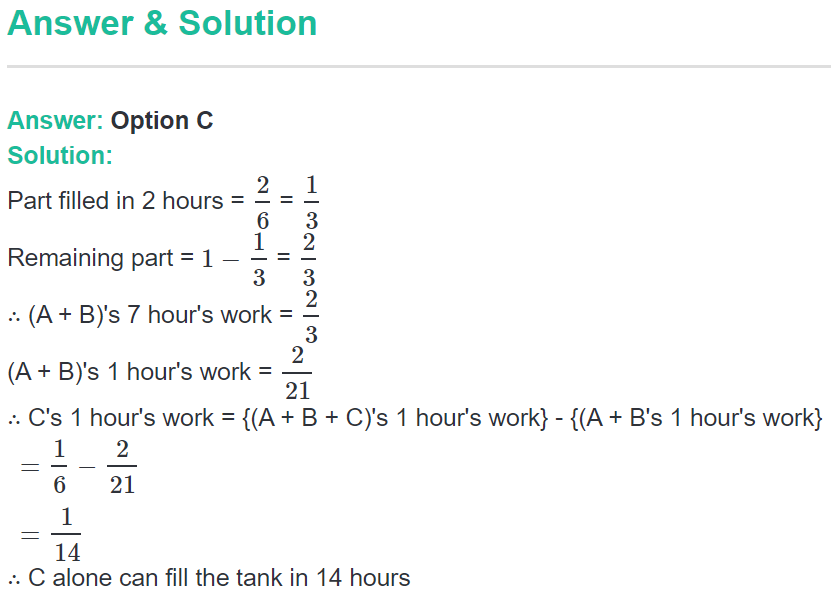 Answer & Solution
Answer: Option C
Solution:
Part filled in 2 hours = 2/6 = 1/3
Remaining part = 1 − 1/3 = 2/3
∴ (A + B)'s 7 hour's work = 2/3
(A + B)'s 1 hour's work = 2/21
∴ C's 1 hour's work = {(A + B + C)'s 1 hour's work} - {(A + B's 1 hour's work}
= 1/6 − 2/21
= 1/14
∴ C alone can fill the tank in 14 hours